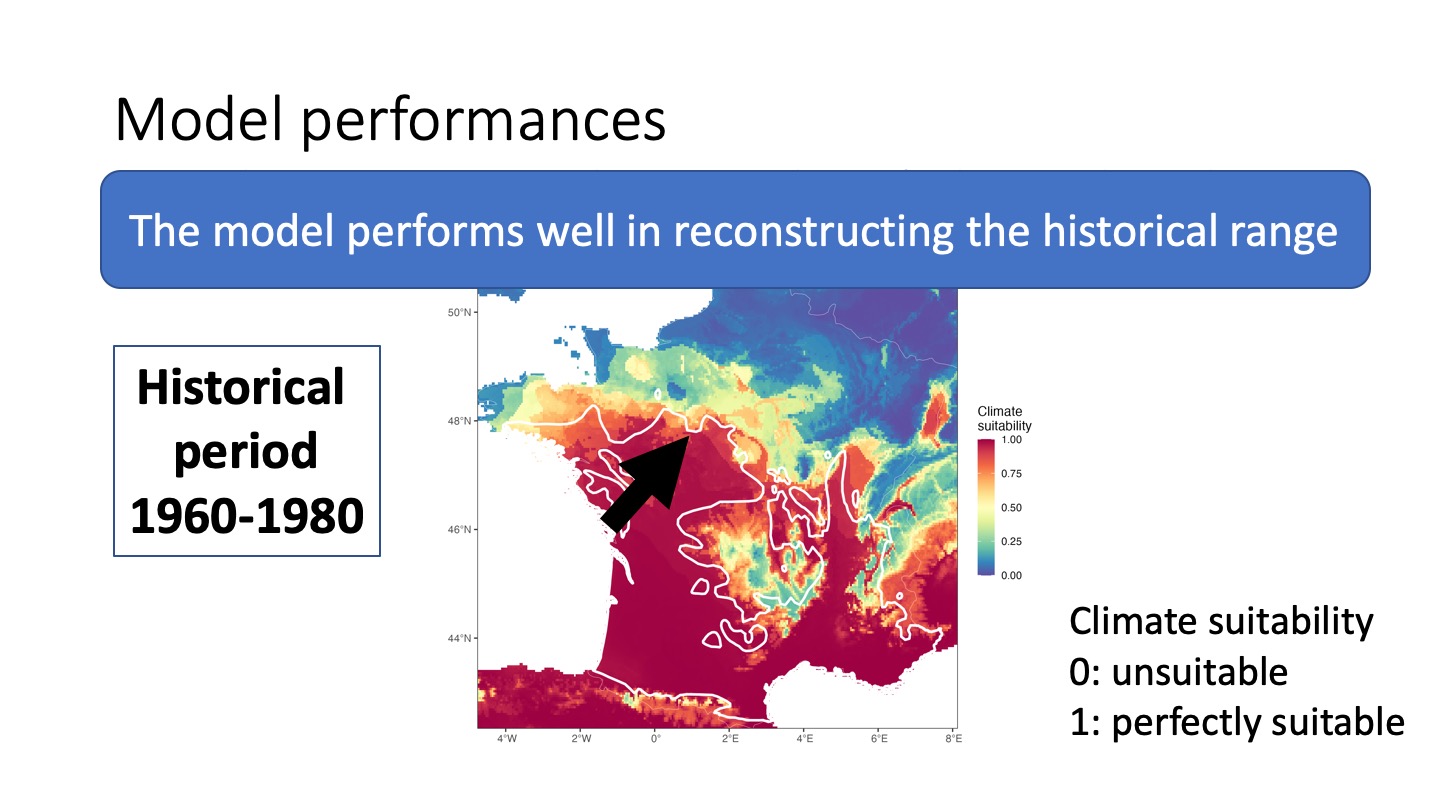 Model performances
The model performs well in reconstructing the historical range
Historical
period
1960-1980
50°N
48°N
46°N
44°N
4°W
2°W
0°
2°E
4°E
6°E
8°E
Climate
suitability
1.00
0.75
0.50
0.25
0.00
Climate suitability
0: unsuitable
1: perfectly suitable